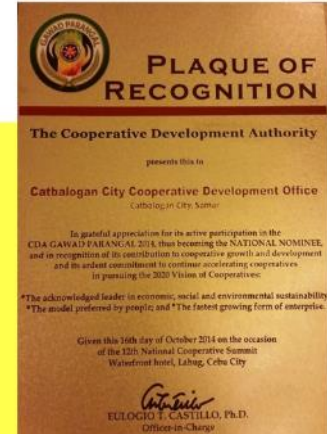 GAWAD PARANGAL
PLAQUE OF
RECOGNITION
The Cooperative Development Authority
presents this to
Catbalogan City Cooperative Development Office
Catbalogan City, Samar
In grateful appreciation for its active participation in the
CDA GAWAD PARANGAL 2014, thus becoming the NATIONAL NOMINEE,
and in recognition of its contribution to cooperative growth and development
and its ardent commitment to continue accelerating cooperatives
in pursuing the 2020 Vision of Cooperatives:
*The acknowledged leader in economic, social and environmental sustainability
*The model preferred by people; and *The fastest growing form of enterprise.
Given this 16th day of October 2014 on the occasion
of the 12th National Cooperative Summit
Waterfront hotel, Lahug, Cebu City
EULOGIO T. CASTILLO, Ph.D.
Officer-in-Charge